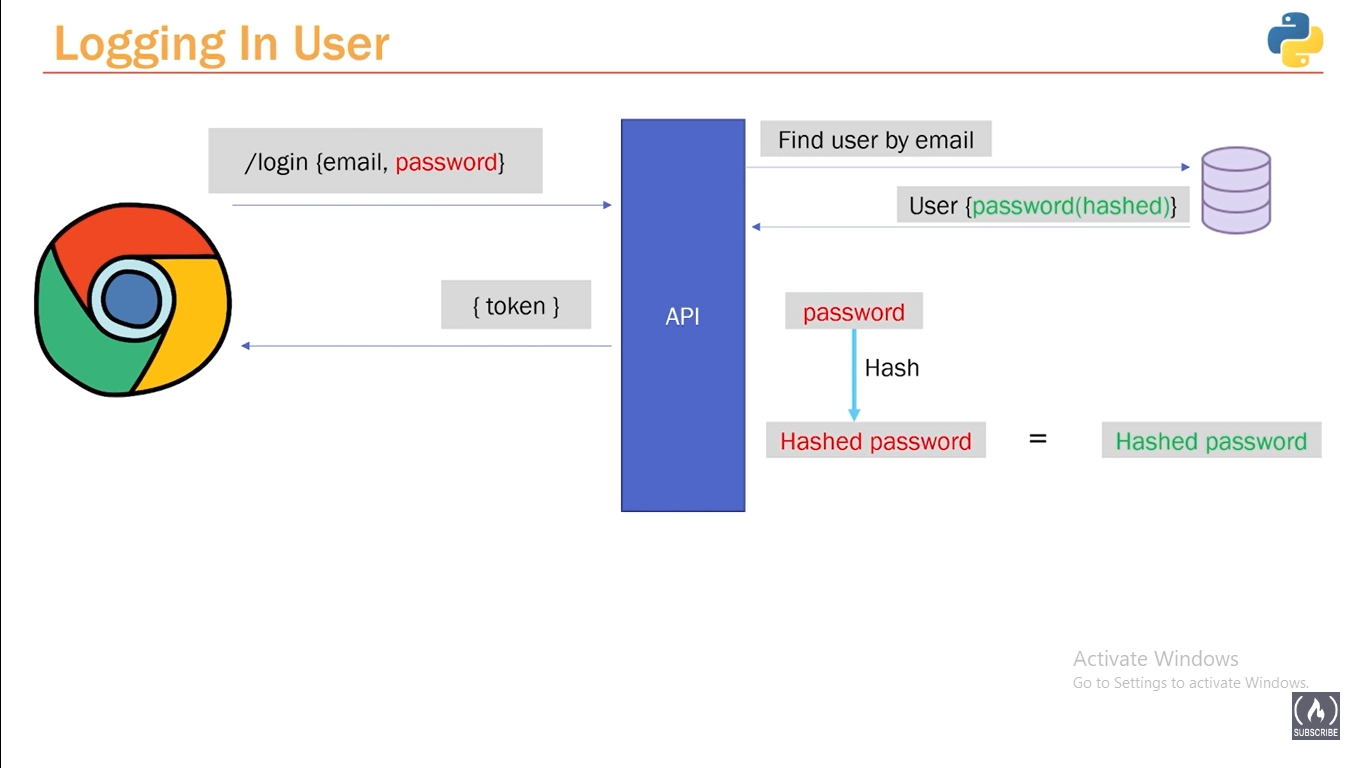 Logging In User
/login {email, password}
Find user by email
User {password(hashed)}
{ token }
API
password
Hash
Hashed password
=
Hashed password
Activate Windows
Go to Settings to activate Windows.
SUBSCRIBE